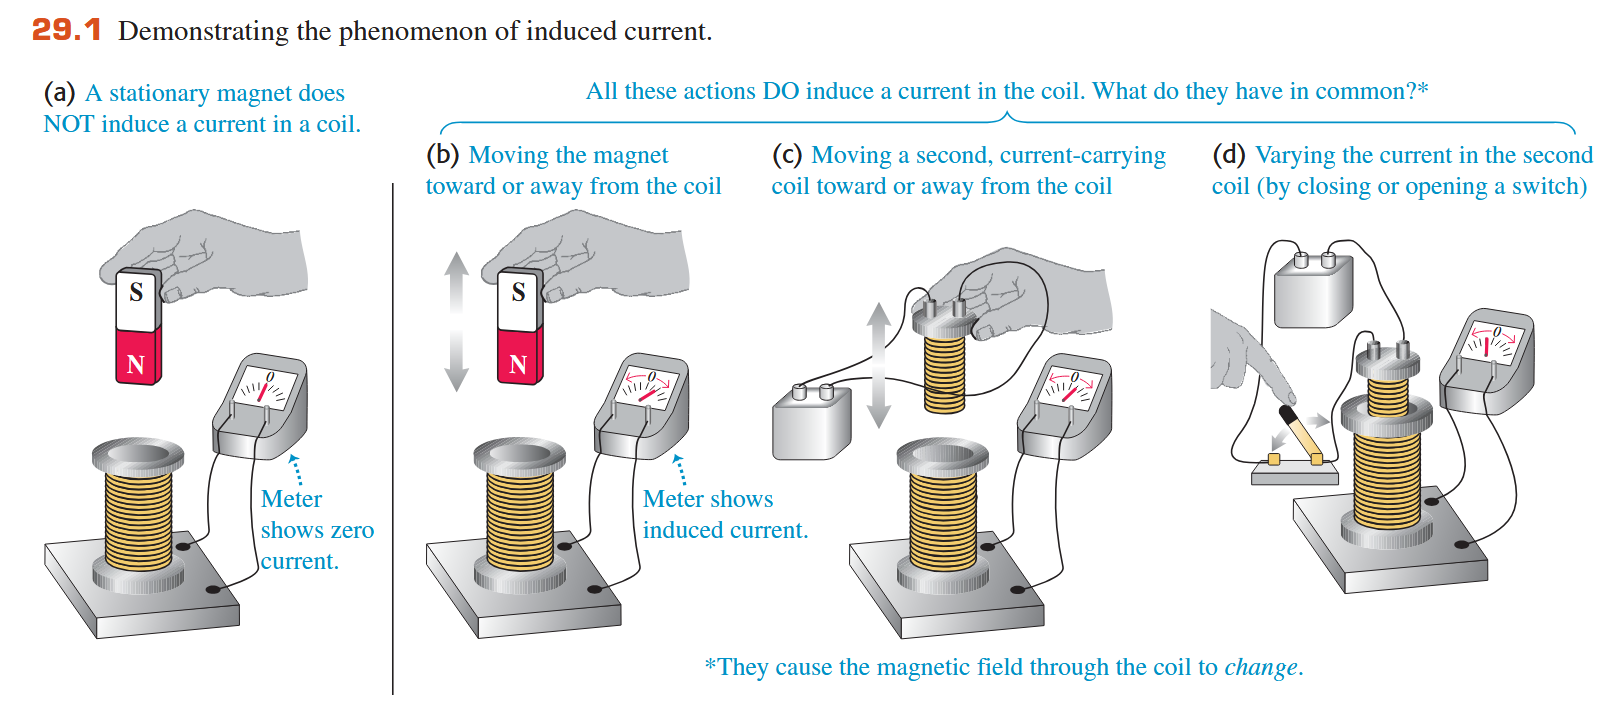 29.1 Demonstrating the phenomenon of induced current.
(a) A stationary magnet does
NOT induce a current in a coil.
S
N
0
Meter
shows zero
current.
All these actions DO induce a current in the coil. What do they have in common?*
(b) Moving the magnet
toward or away from the coil
S
N
0
Meter shows
induced current.
(c) Moving a second, current-carrying
coil toward or away from the coil
0
(d) Varying the current in the second
coil (by closing or opening a switch)
0
*They cause the magnetic field through the coil to change.